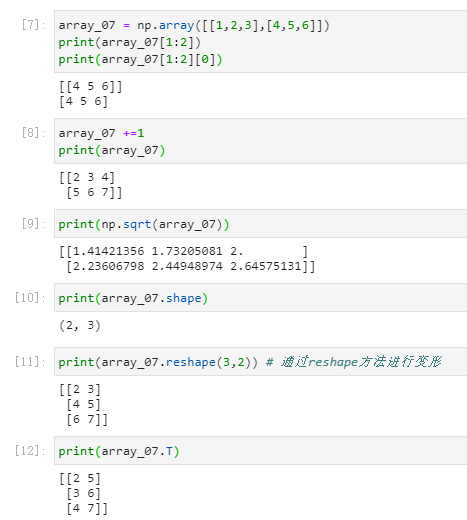 [7]: array_07 = np.array([[1,2,3],[4,5,6]])
print(array_07[1:2])
print(array_07[1:2][0])
[[4 5 6]]
[4 5 6]
[8]: array_07 +=1
print(array_07)
[[2 3 4]
 [5 6 7]]
[9]: print(np.sqrt(array_07))
[[1.41421356 1.73205081 2.        ]
 [2.23606798 2.44948974 2.64575131]]
[10]: print(array_07.shape)
(2, 3)
[11]: print(array_07.reshape(3,2)) # 通过reshape方法进行变形
[[2 3]
 [4 5]
 [6 7]]
[12]: print(array_07.T)
[[2 5]
 [3 6]
 [4 7]]